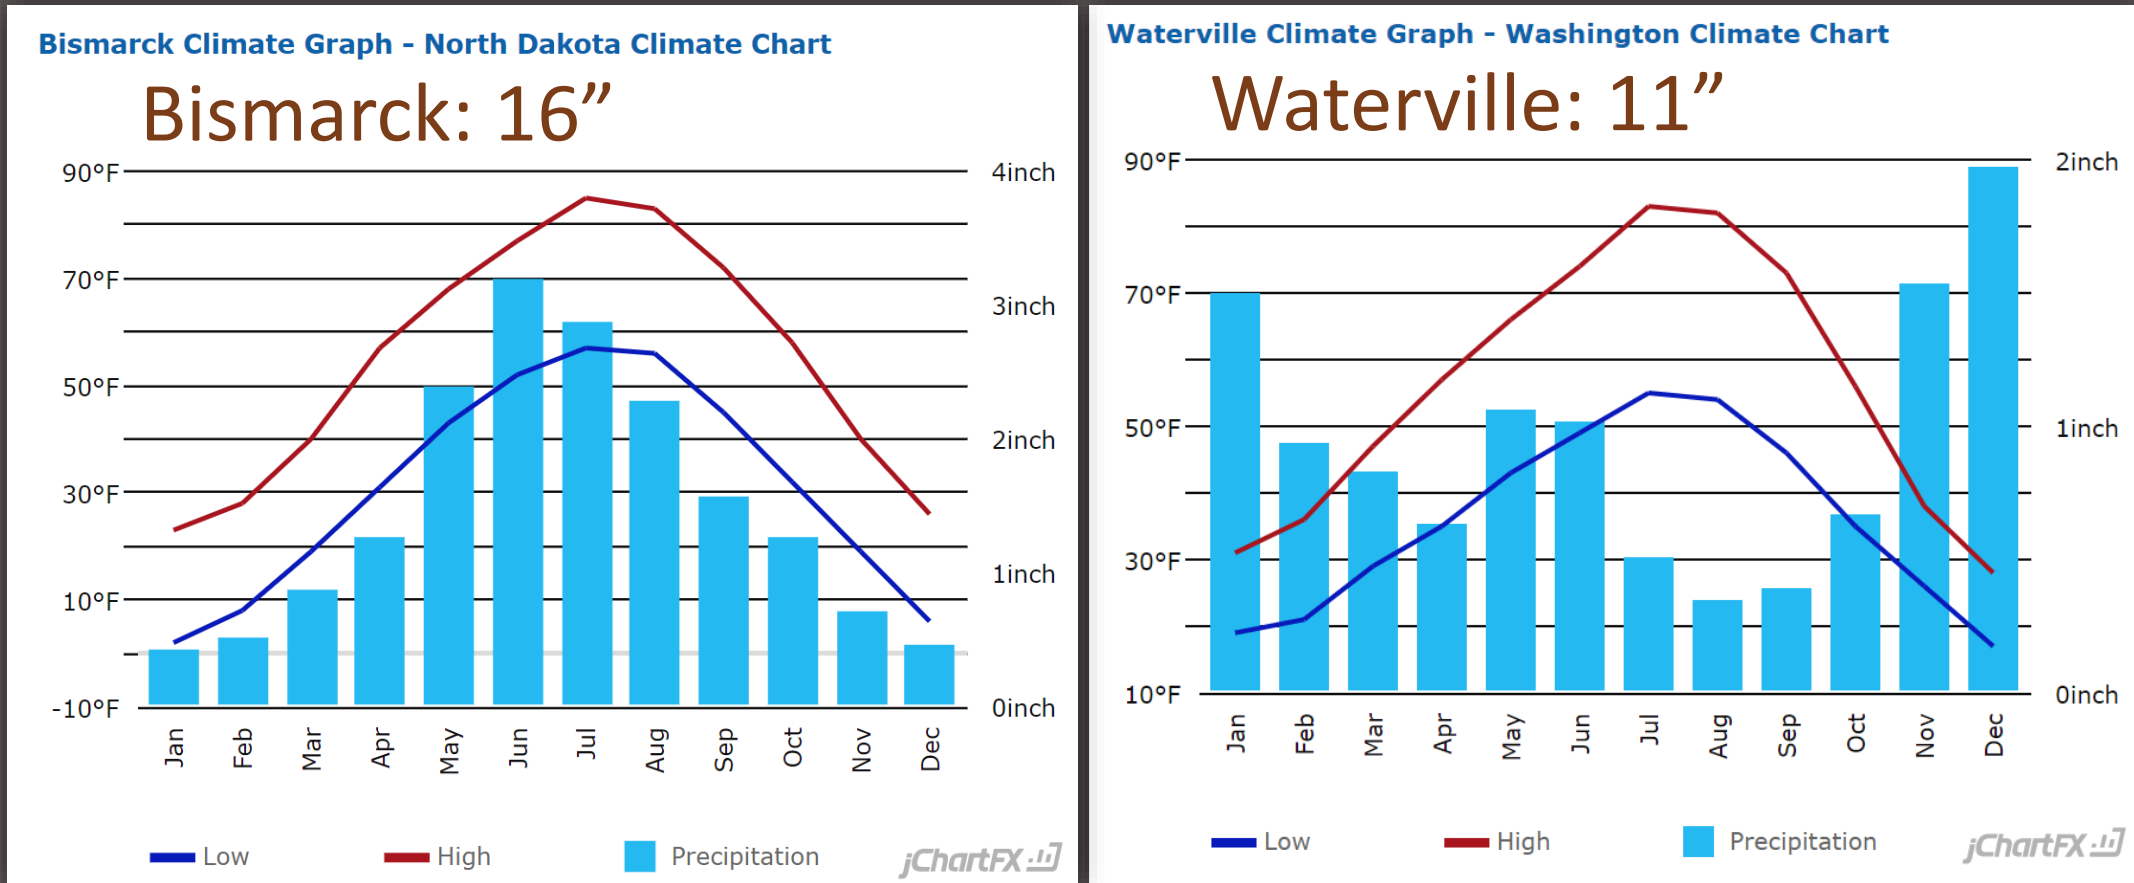 Bismarck Climate Graph - North Dakota Climate Chart
Bismarck: 16”
90°F
70°F
50°F
30°F
10°F
-10°F
4inch
3inch
2inch
1inch
0inch
Jan Feb Mar Apr May Jun Jul Aug Sep Oct Nov Dec
Low High Precipitation
jChartFX
Waterville Climate Graph - Washington Climate Chart
Waterville: 11”
90°F
70°F
50°F
30°F
10°F
2inch
1inch
0inch
Jan Feb Mar Apr May Jun Jul Aug Sep Oct Nov Dec
Low High Precipitation
jChartFX